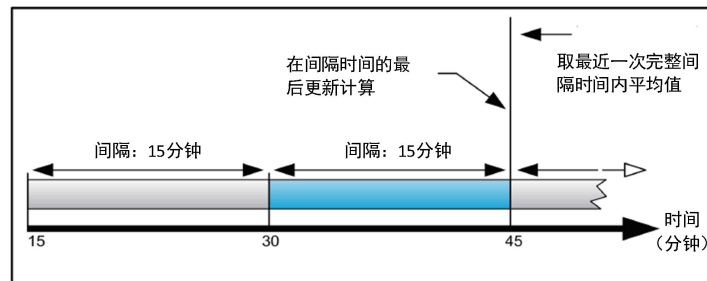 在间隔时间的最
后更新计算
取最近一次完整间
隔时间内平均值
间隔：15分钟
间隔：15分钟
15
30
45
时间
（分钟）